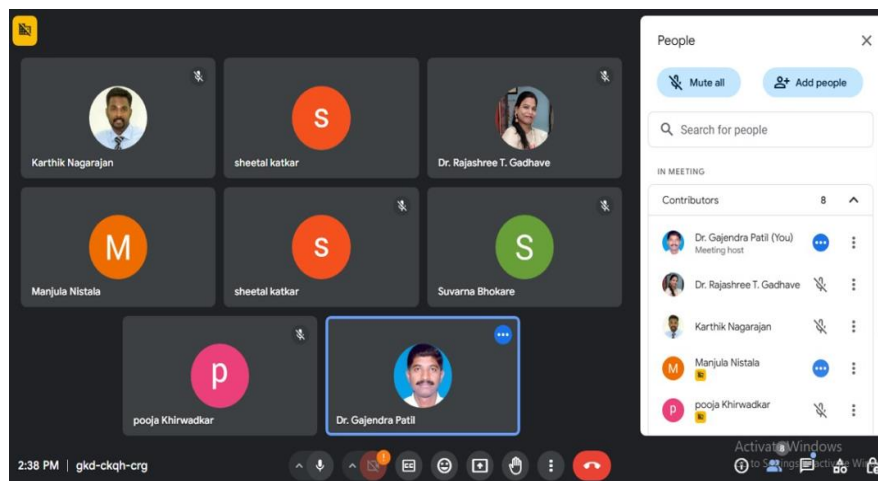 People
Mute all
Add people
Search for people
IN MEETING
Contributors 8
Dr. Gajendra Patil (You)
Meeting host
Dr. Rajashree T. Gadhave
Karthik Nagarajan
M Manjula Nistala
p pooja Khirwadkar
Karthik Nagarajan
s
sheetal katkar
Dr. Rajashree T. Gadhave
M
Manjula Nistala
s
sheetal katkar
S
Suvarna Bhokare
p
pooja Khirwadkar
Dr. Gajendra Patil
2:38 PM | gkd-ckqh-crg
CC
8
Activate Windows